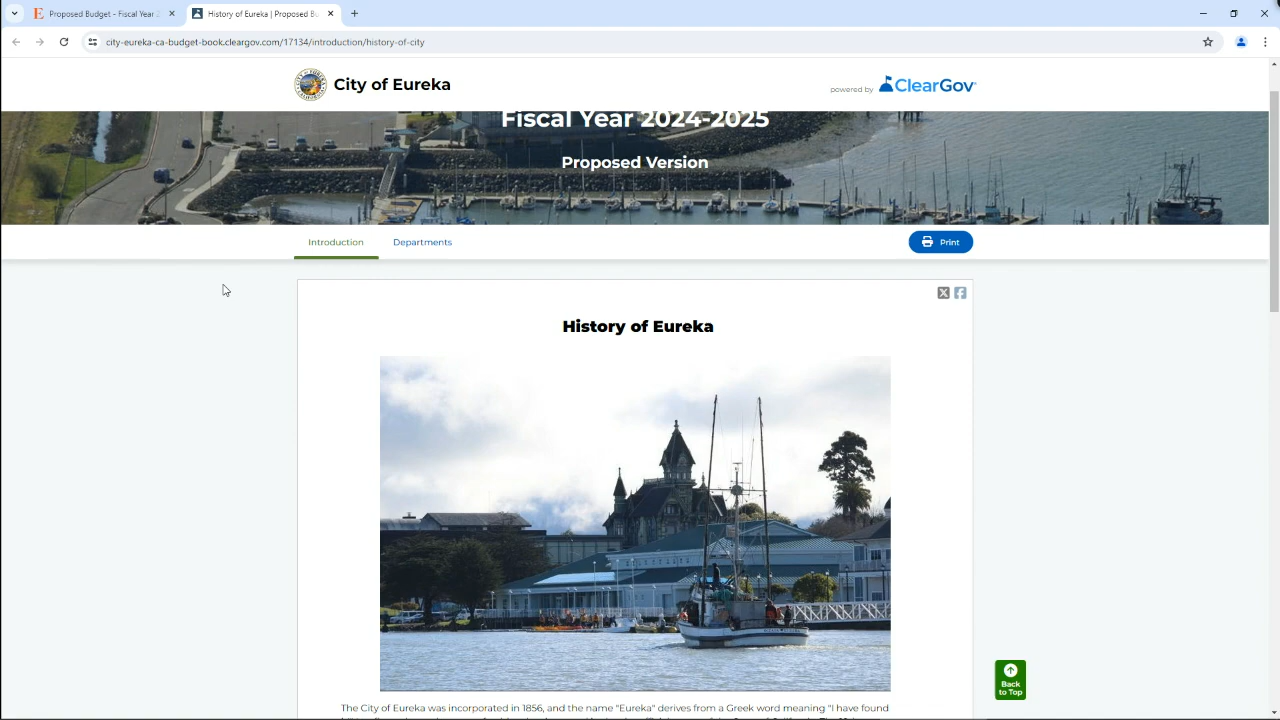 Proposed Budget - Fiscal Year 2
History of Eureka | Proposed Bu
city-eureka-ca-budget-book.cleargov.com/17134/introduction/history-of-city
City of Eureka
powered by ClearGov
Fiscal Year 2024-2025
Proposed Version
Introduction
Departments
Print
History of Eureka
Back
to Top
The City of Eureka was incorporated in 1856, and the name "Eureka" derives from a Greek word meaning "I have found